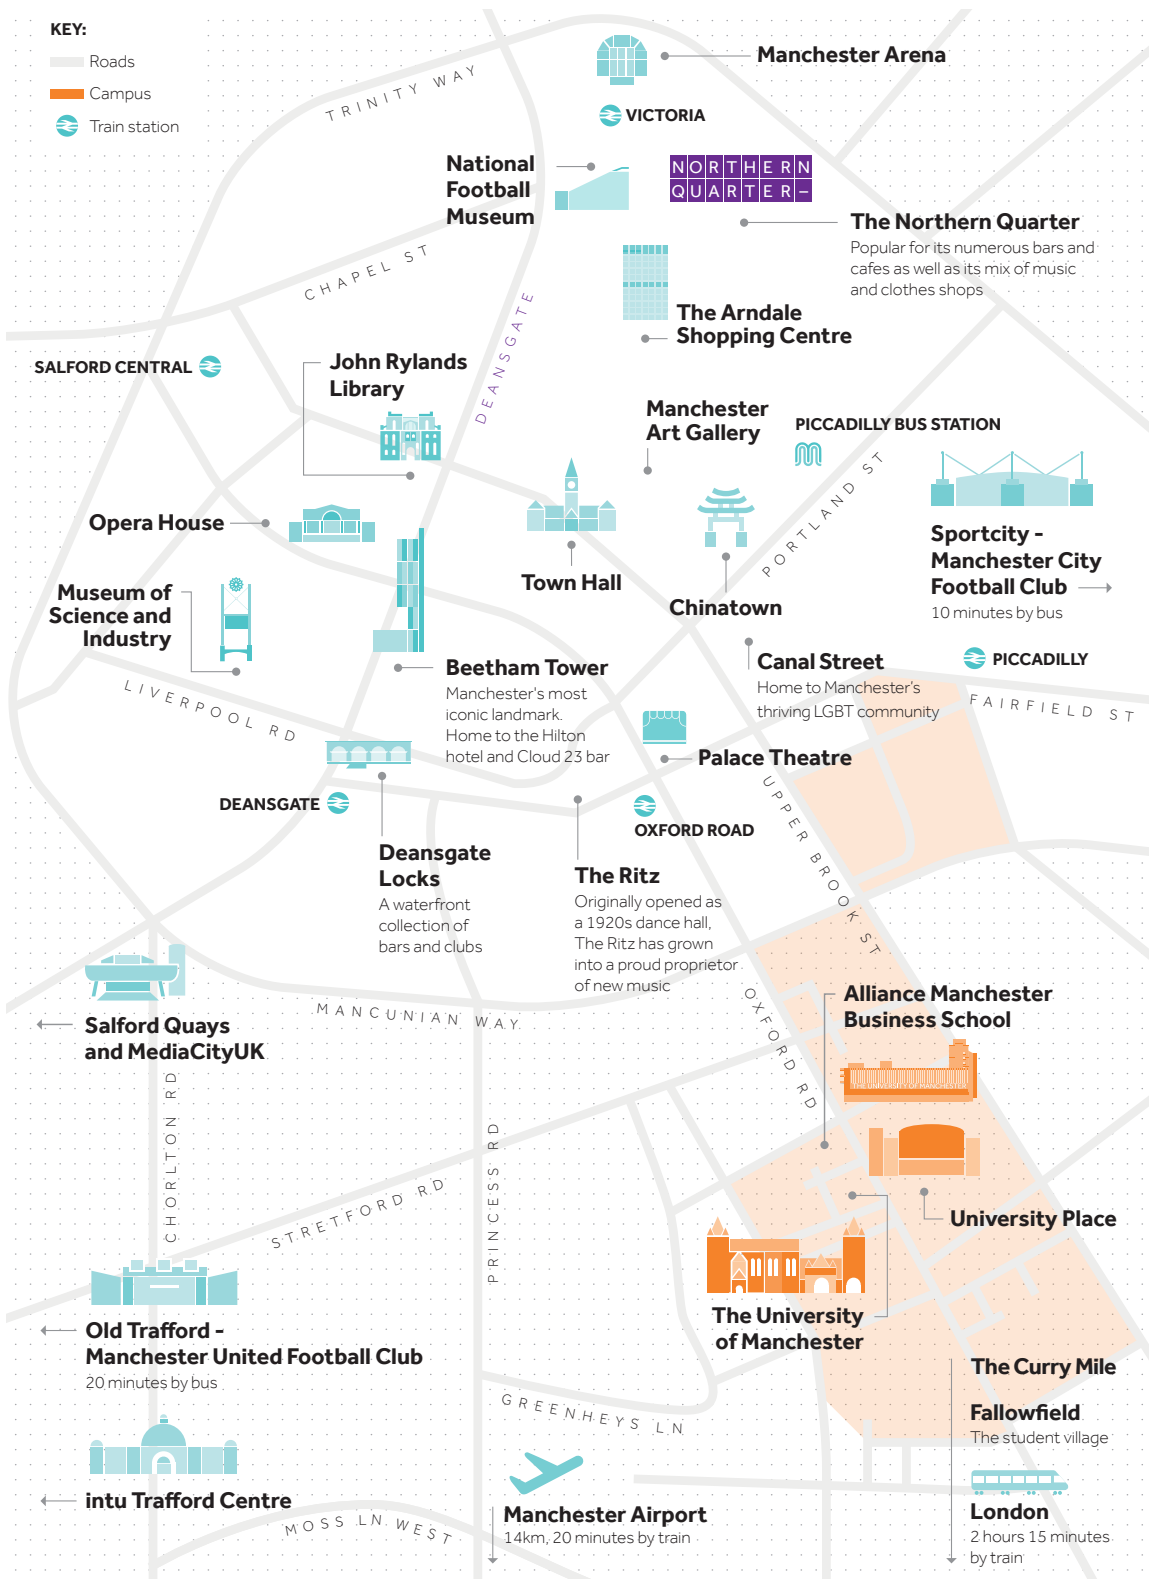 KEY:
Roads
Campus
Train station
TRINITY WAY
Manchester Arena
VICTORIA
National
Football
Museum
NORTHERN
QUARTER–
The Northern Quarter
Popular for its numerous bars and
cafes as well as its mix of music
and clothes shops
CHAPEL ST
DEANSGATE
The Arndale
Shopping Centre
SALFORD CENTRAL
John Rylands
Library
Manchester
Art Gallery
PICCADILLY BUS STATION
PORTLAND ST
Opera House
Sportcity -
Manchester City
Football Club
10 minutes by bus
Town Hall
Chinatown
Museum of
Science and
Industry
Beetham Tower
Manchester's most
iconic landmark.
Home to the Hilton
hotel and Cloud 23 bar
Canal Street
Home to Manchester's
thriving LGBT community
PICCADILLY
FAIRFIELD ST
LIVERPOOL RD
Palace Theatre
UPPER BROOK ST
DEANSGATE
OXFORD ROAD
Deansgate
Locks
A waterfront
collection of
bars and clubs
The Ritz
Originally opened as
a 1920s dance hall,
The Ritz has grown
into a proud proprietor
of new music
OXFORD RD
MANCUNIAN WAY
Alliance Manchester
Business School
Salford Quays
and MediaCityUK
CHORLTON RD
PRINCESS RD
STRETFORD RD
University Place
The University
of Manchester
Old Trafford -
Manchester United Football Club
20 minutes by bus
The Curry Mile
Fallowfield
The student village
GREENHEYS LN
intu Trafford Centre
MOSS LN WEST
Manchester Airport
14km, 20 minutes by train
London
2 hours 15 minutes
by train